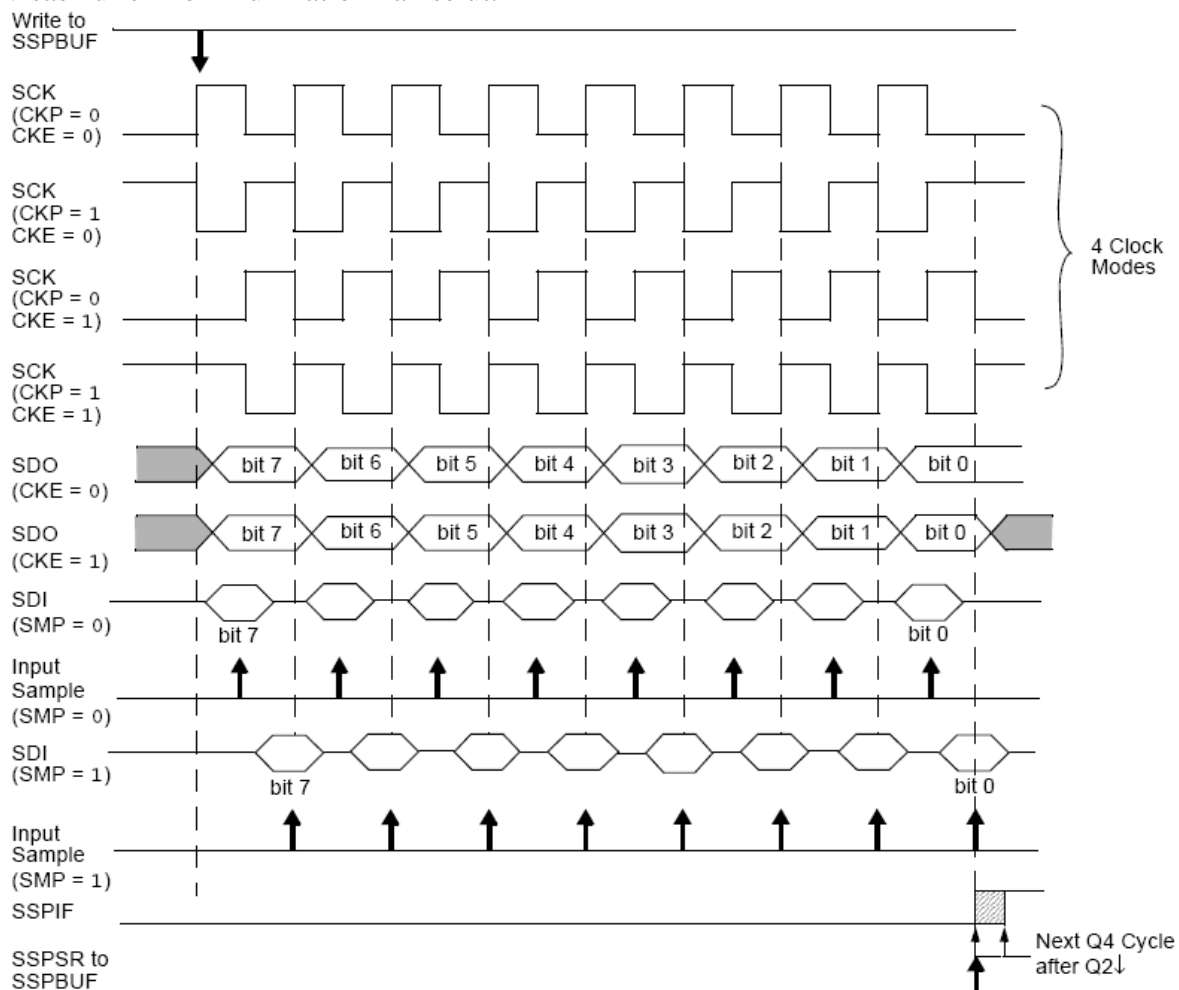 Write to
SSPBUF
SCK
(CKP = 0
CKE = 0)
SCK
(CKP = 1
CKE = 0)
SCK
(CKP = 0
CKE = 1)
SCK
(CKP = 1
CKE = 1)
4 Clock
Modes
SDO
(CKE = 0)
bit 7 bit 6 bit 5 bit 4 bit 3 bit 2 bit 1 bit 0
SDO
(CKE = 1)
bit 7 bit 6 bit 5 bit 4 bit 3 bit 2 bit 1 bit 0
SDI
(SMP = 0)
bit 7 bit 0
Input
Sample
(SMP = 0)
SDI
(SMP = 1)
bit 7 bit 0
Input
Sample
(SMP = 1)
SSPIF
SSPSR to
SSPBUF
Next Q4 Cycle
after Q2↓